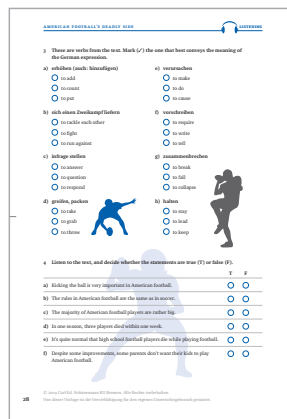 AMERICAN FOOTBALL'S DEADLY SIDE
LISTENING
3 These are verbs from the text. Mark (✓) the one that best conveys the meaning of
the German expression.
a) erhöhen (auch: hinzufügen)
to add
to count
to put
b) sich einen Zweikampf liefern
to tackle each other
to fight
to run against
c) infrage stellen
to answer
to question
to respond
d) greifen, packen
to take
to grab
to throw
e) verursachen
to make
to do
to cause
f) vorschreiben
to require
to write
to tell
g) zusammenbrechen
to break
to fall
to collapse
h) halten
to stay
to lead
to keep
4 Listen to the text, and decide whether the statements are true (T) or false (F).
T F
a) Kicking the ball is very important in American football.
b) The rules in American football are the same as in soccer.
c) The majority of American football players are rather big.
d) In one season, three players died within one week.
e) It's quite normal that high school football players die while playing football.
f) Despite some improvements, some parents don't want their kids to play
American football.
28